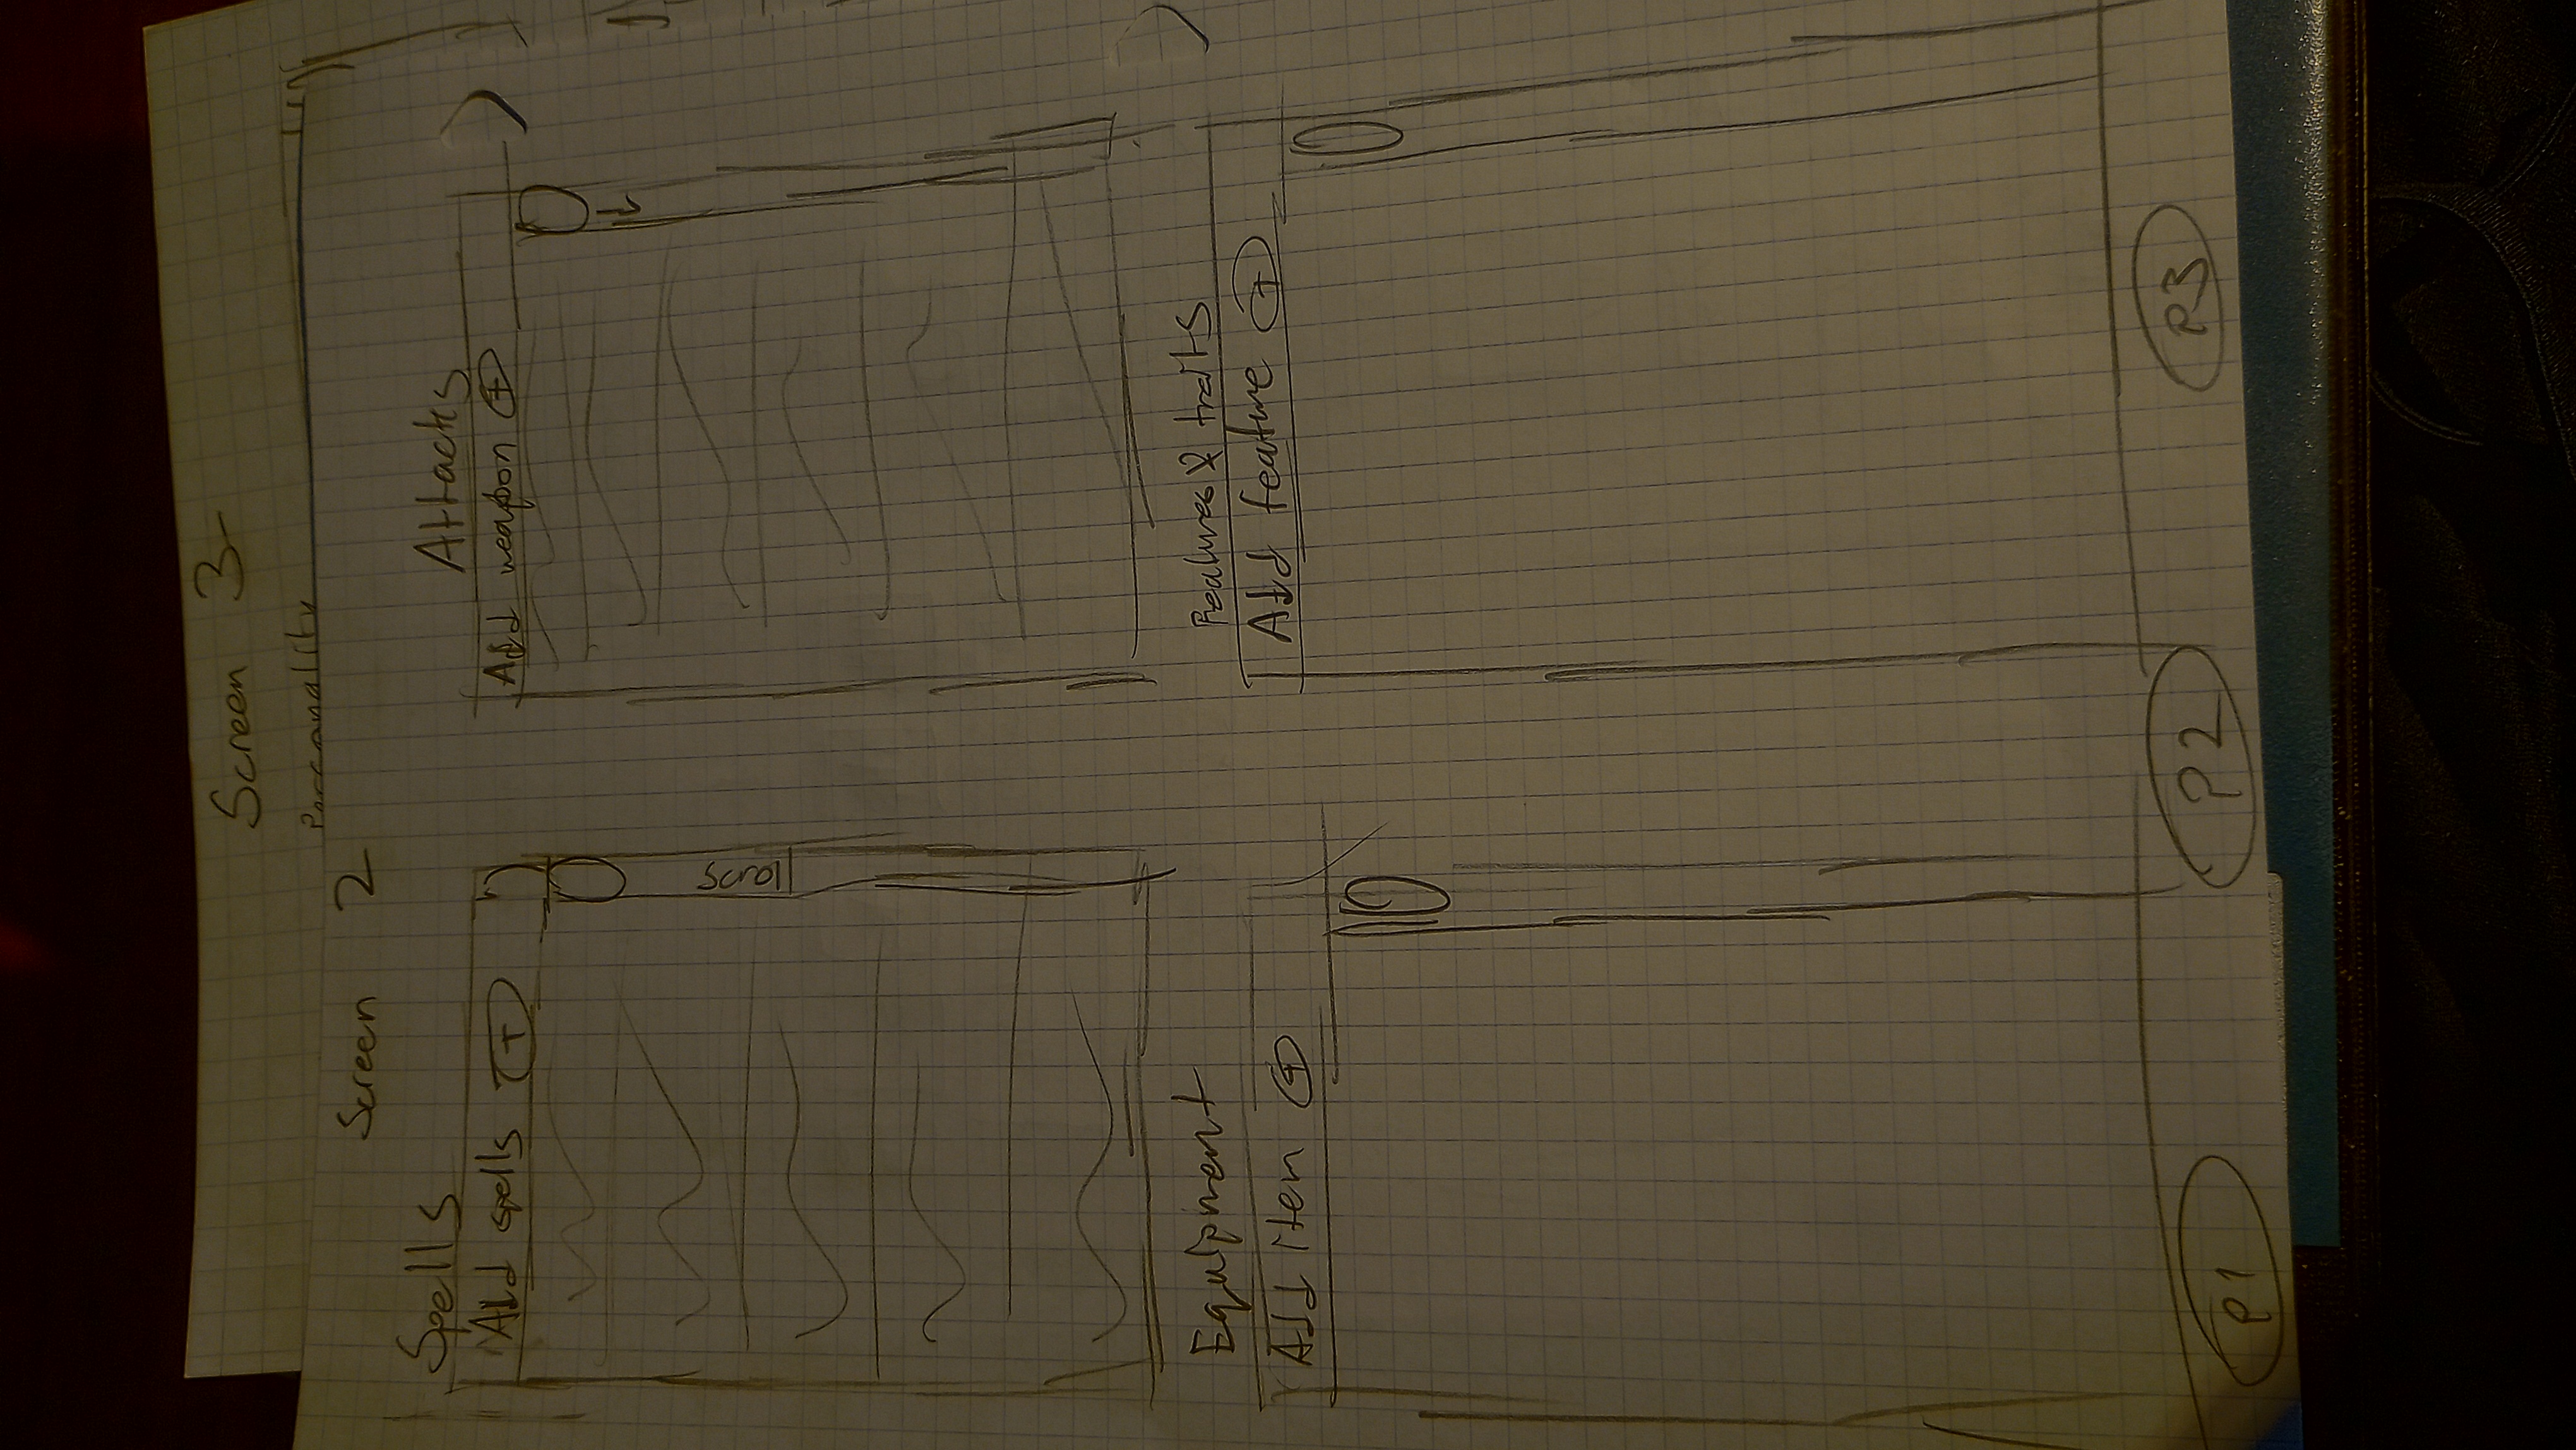 Screen 3
Personality
Screen 2
Spells
Add spells +
Scrol
Attacks
Add weapon +
Equipment
Add item +
Features & traits
Add feature +
P1
P2
P3